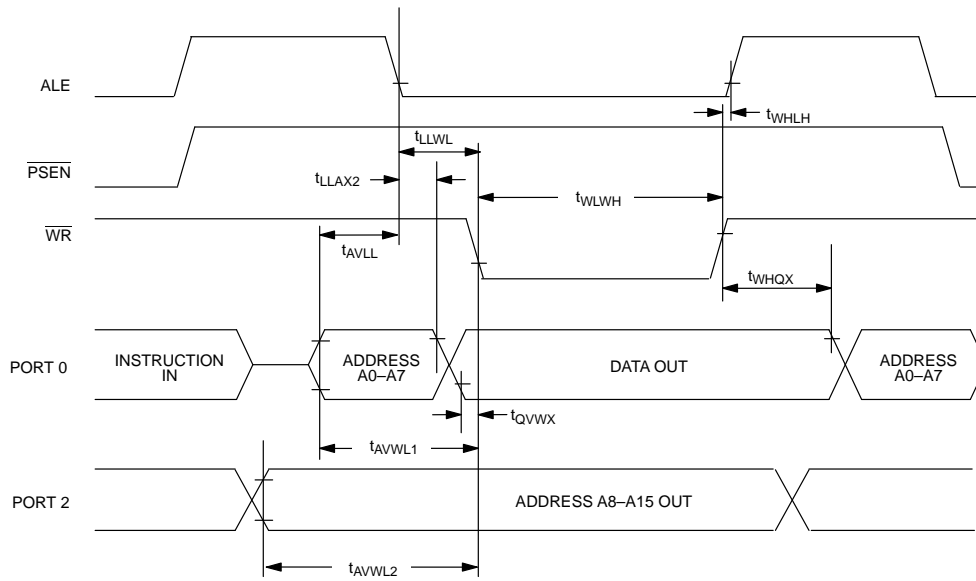 ALE
tWHLH
tLLWL
PSEN
tLLAX2
tWLWH
WR
tAVLL
tWHQX
PORT 0
INSTRUCTION
IN
ADDRESS
A0–A7
DATA OUT
ADDRESS
A0–A7
tQVWX
tAVWL1
PORT 2
ADDRESS A8–A15 OUT
tAVWL2